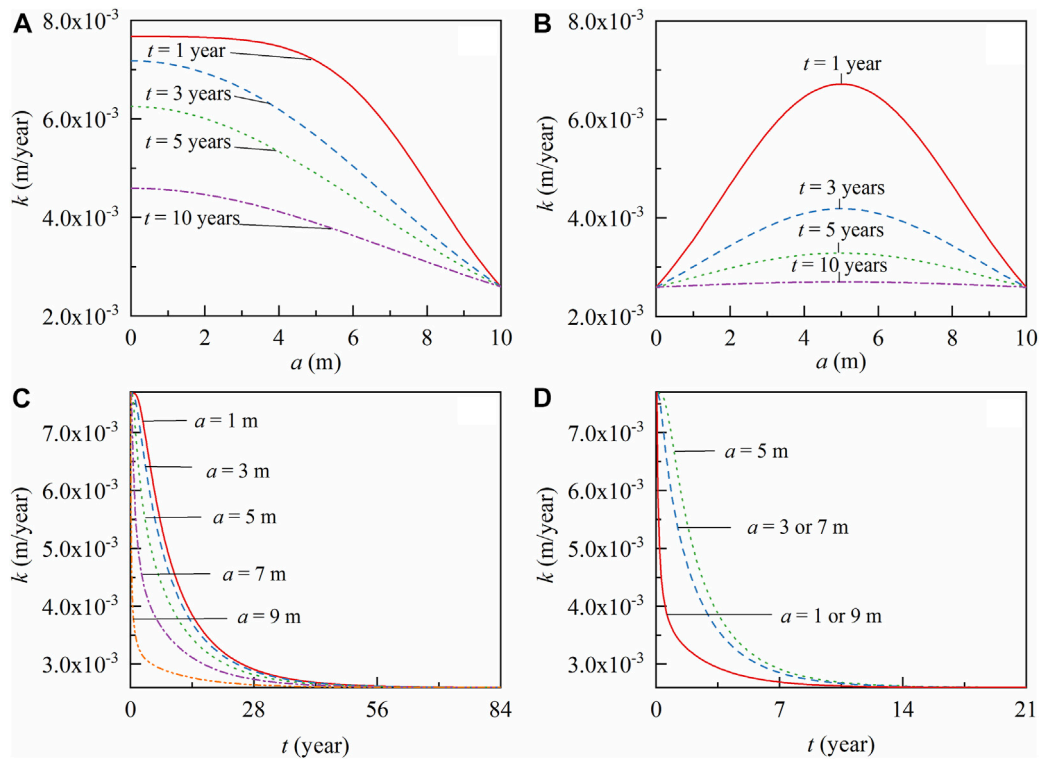 A
8.0x10⁻³
6.0x10⁻³
4.0x10⁻³
2.0x10⁻³
k (m/year)
t = 1 year
t = 3 years
t = 5 years
t = 10 years
0 2 4 6 8 10
a (m)
B
8.0x10⁻³
6.0x10⁻³
4.0x10⁻³
2.0x10⁻³
k (m/year)
t = 1 year
t = 3 years
t = 5 years
t = 10 years
0 2 4 6 8 10
a (m)
C
7.0x10⁻³
6.0x10⁻³
5.0x10⁻³
4.0x10⁻³
3.0x10⁻³
k (m/year)
a = 1 m
a = 3 m
a = 5 m
a = 7 m
a = 9 m
0 28 56 84
t (year)
D
7.0x10⁻³
6.0x10⁻³
5.0x10⁻³
4.0x10⁻³
3.0x10⁻³
k (m/year)
a = 5 m
a = 3 or 7 m
a = 1 or 9 m
0 7 14 21
t (year)